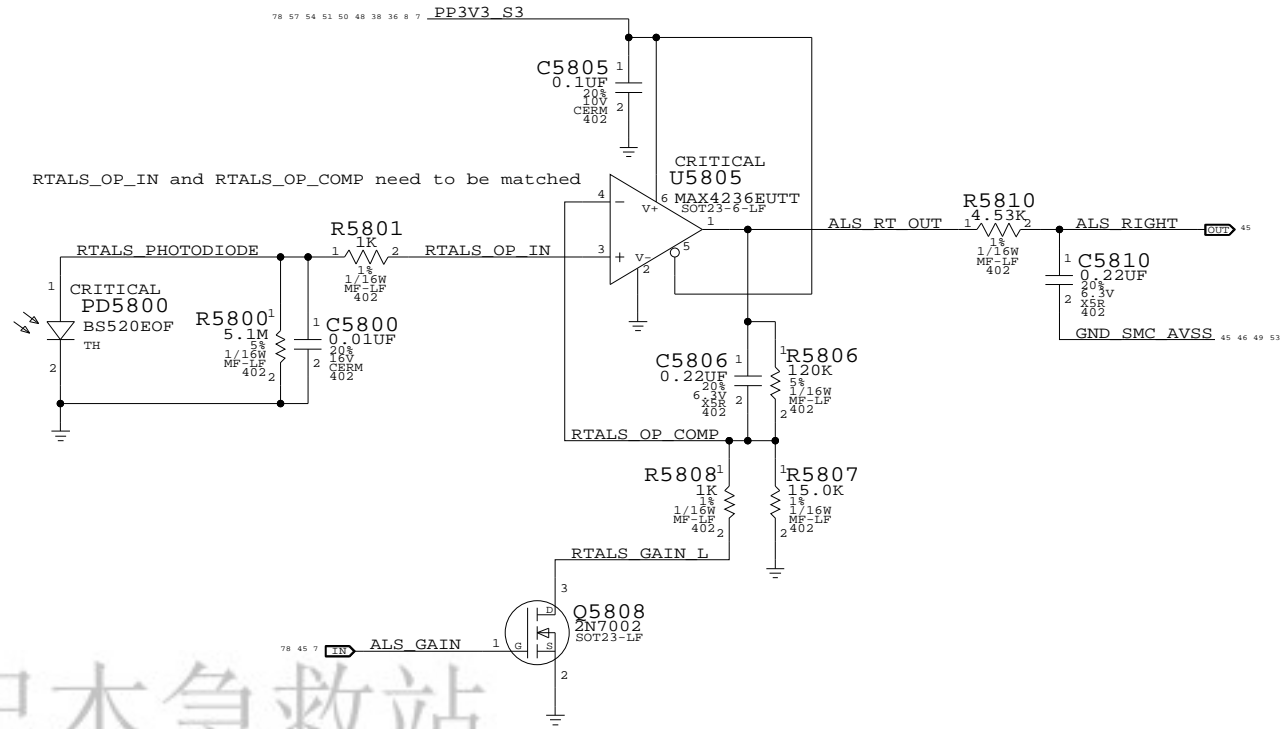 78 57 54 51 50 48 38 36 8 7 PP3V3_S3
C5805 1
0.1UF
20%
10V
CERM
402
2
RTALS_OP_IN and RTALS_OP_COMP need to be matched
CRITICAL
U5805
MAX4236EUTT
SOT23-6-LF
4
3
6
V+
V-
2
5
1
ALS_RT_OUT
R5810
4.53K
1 2
1%
1/16W
MF-LF
402
ALS_RIGHT
OUT 45
1
C5810
0.22UF
20%
6.3V
X5R
402
2
GND_SMC_AVSS 45 46 49 53
RTALS_PHOTODIODE
R5801
1K
1 2
1%
1/16W
MF-LF
402
RTALS_OP_IN
1
CRITICAL
PD5800
BS520EOF
TH
2
R5800 1
5.1M
5%
1/16W
MF-LF
402 2
1
C5800
0.01UF
20%
16V
CERM
402
2
C5806 1
0.22UF
20%
6.3V
X5R
402
2
1 R5806
120K
5%
1/16W
MF-LF
2 402
RTALS_OP_COMP
R5808 1
1K
1%
1/16W
MF-LF
402 2
1 R5807
15.0K
1%
1/16W
MF-LF
2 402
RTALS_GAIN_L
3
D
G
S
Q5808
2N7002
SOT23-LF
78 45 7 IN ALS_GAIN 1
2
木急救站